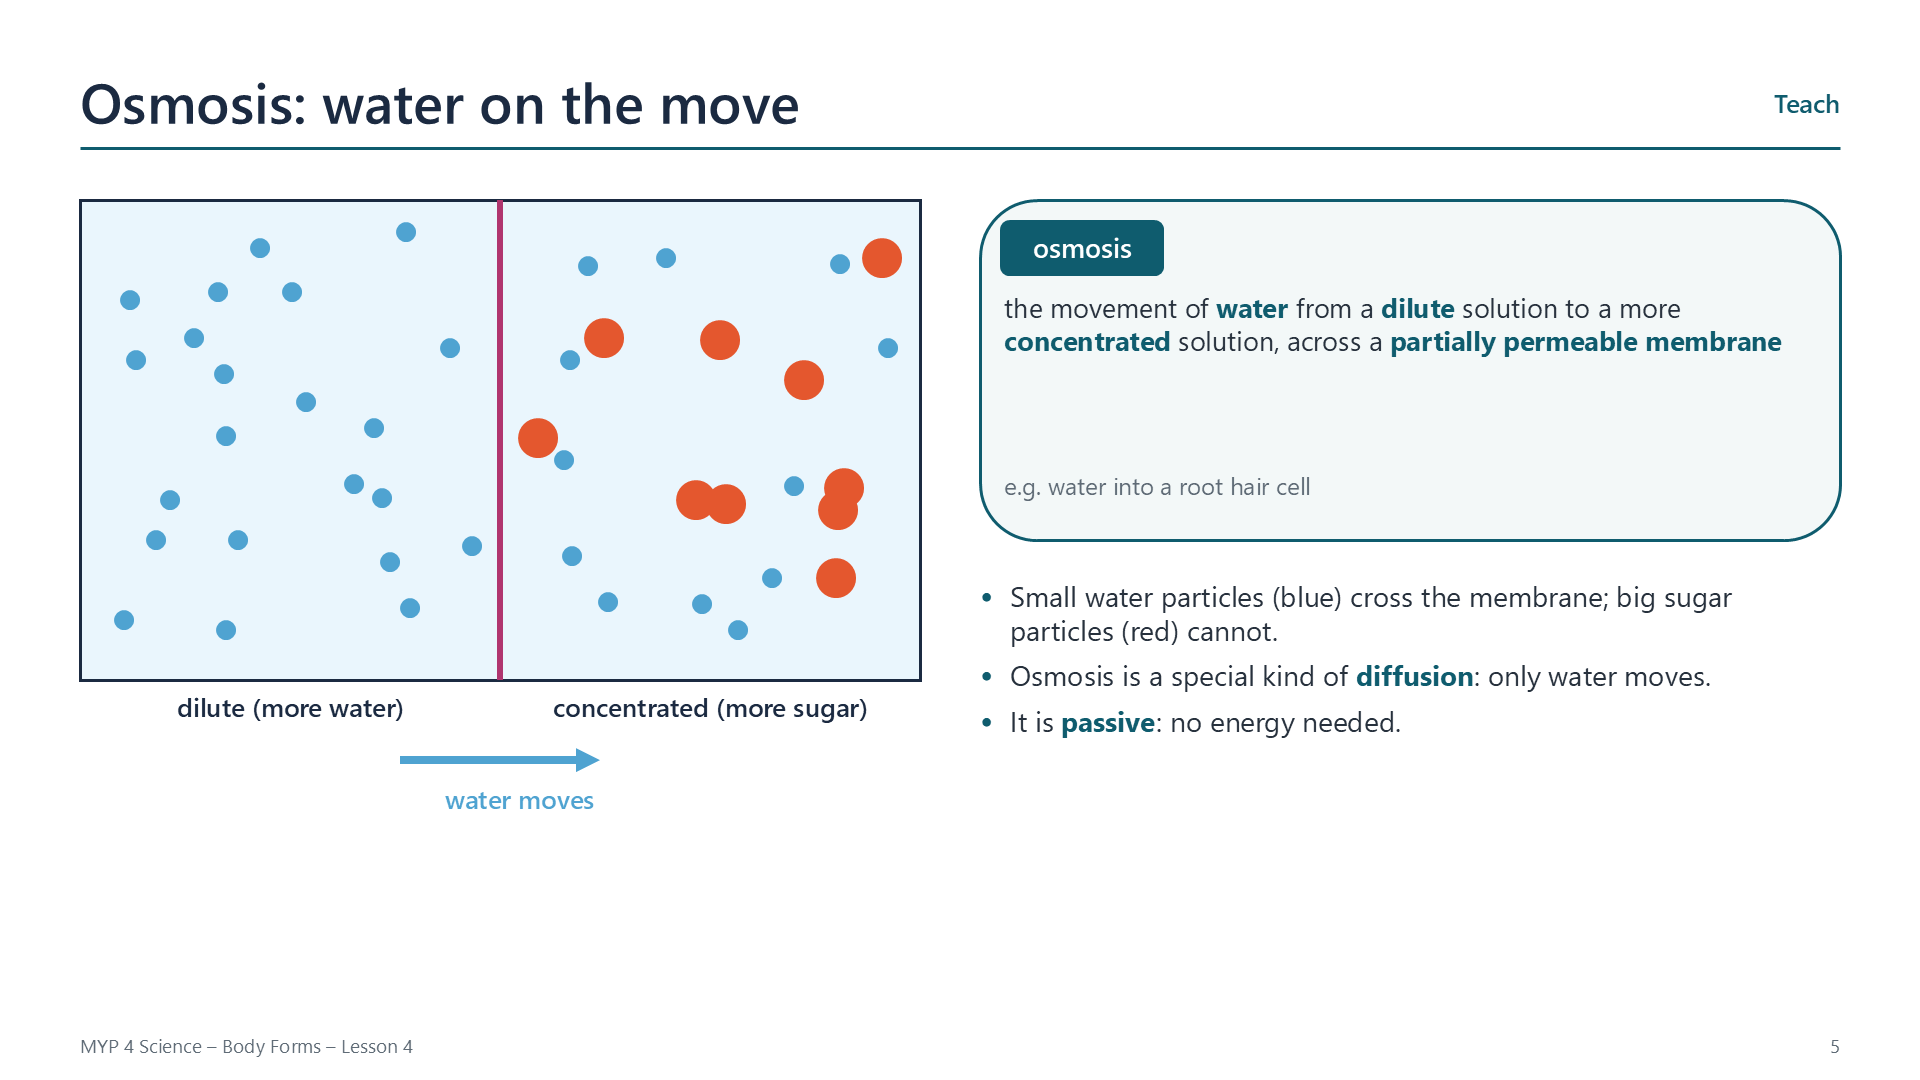 Osmosis: water on the move
Teach
dilute (more water)
concentrated (more sugar)
water moves
osmosis
the movement of water from a dilute solution to a more
concentrated solution, across a partially permeable membrane
e.g. water into a root hair cell
• Small water particles (blue) cross the membrane; big sugar
particles (red) cannot.
• Osmosis is a special kind of diffusion: only water moves.
• It is passive: no energy needed.
MYP 4 Science – Body Forms – Lesson 4
5